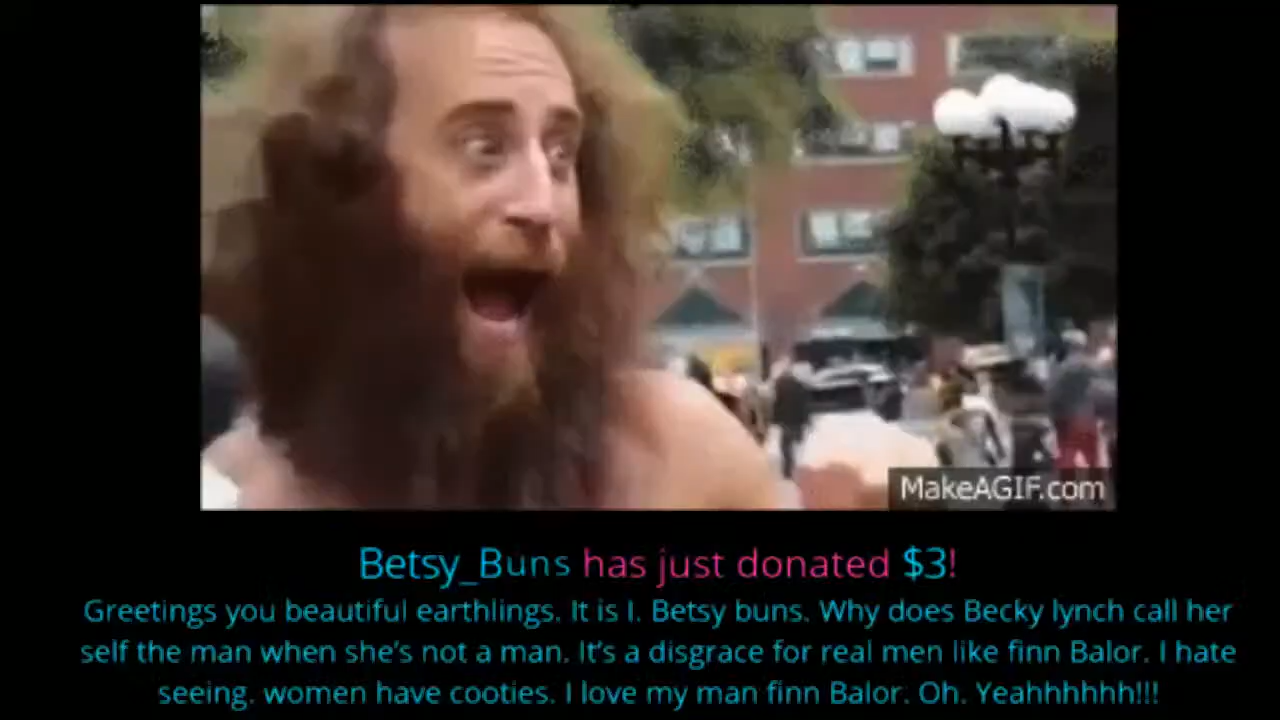 MakeAGIF.com
Betsy_Buns has just donated $3!
Greetings you beautiful earthlings. It is I. Betsy buns. Why does Becky lynch call her
self the man when she's not a man. It's a disgrace for real men like finn Balor. I hate
seeing. women have cooties. I love my man finn Balor. Oh. Yeahhhhhh!!!